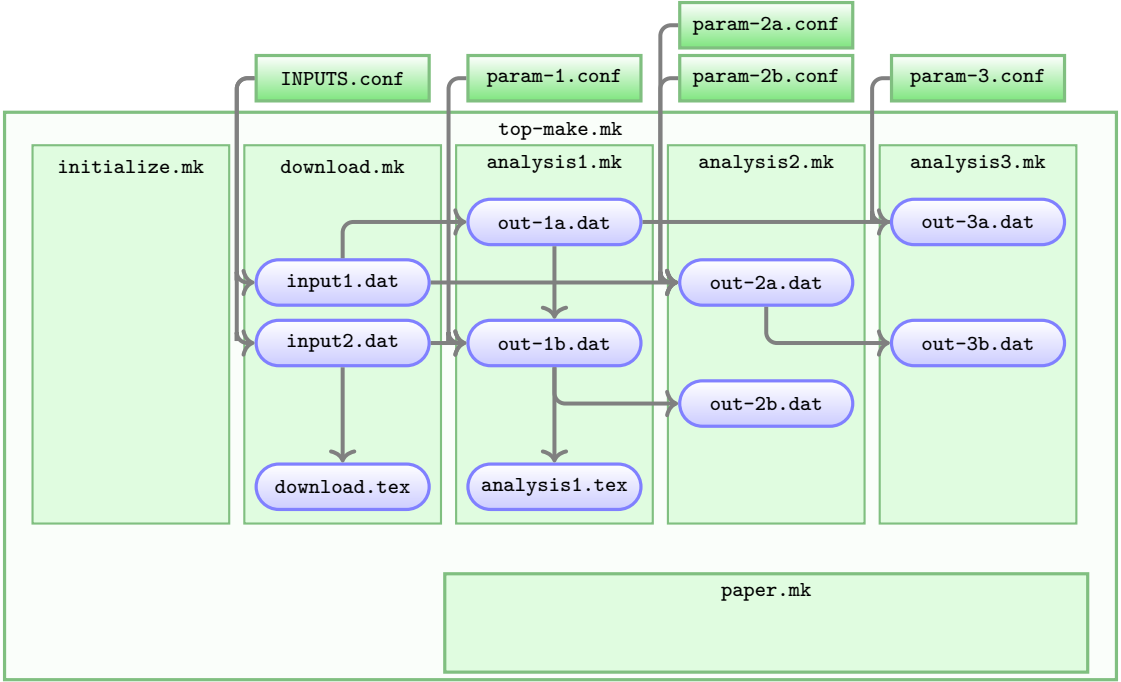 param-2a.conf
INPUTS.conf
param-1.conf
param-2b.conf
param-3.conf
top-make.mk
initialize.mk
download.mk
analysis1.mk
analysis2.mk
analysis3.mk
out-1a.dat
out-3a.dat
input1.dat
out-2a.dat
input2.dat
out-1b.dat
out-3b.dat
out-2b.dat
download.tex
analysis1.tex
paper.mk